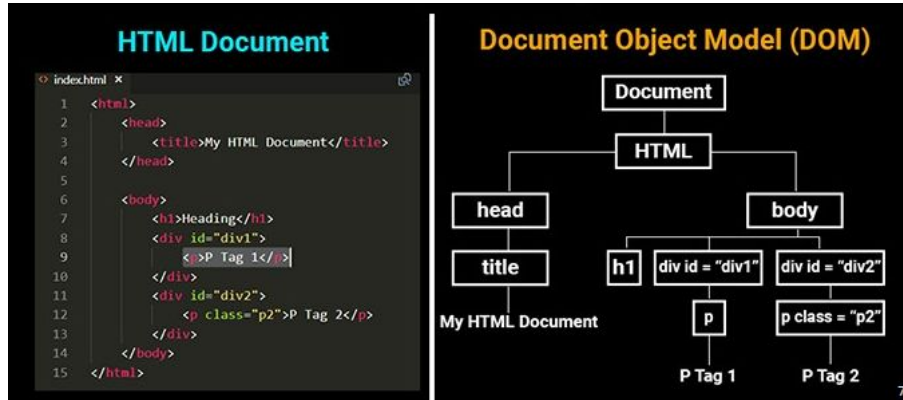 HTML Document
index.html ×
1 <html>
2 <head>
3 <title>My HTML Document</title>
4 </head>
5
6 <body>
7 <h1>Heading</h1>
8 <div id="div1">
9 <p>P Tag 1</p>
10 </div>
11 <div id="div2">
12 <p class="p2">P Tag 2</p>
13 </div>
14 </body>
15 </html>
Document Object Model (DOM)
Document
HTML
head body
title h1 div id = "div1" div id = "div2"
My HTML Document p p class = "p2"
P Tag 1 P Tag 2
7